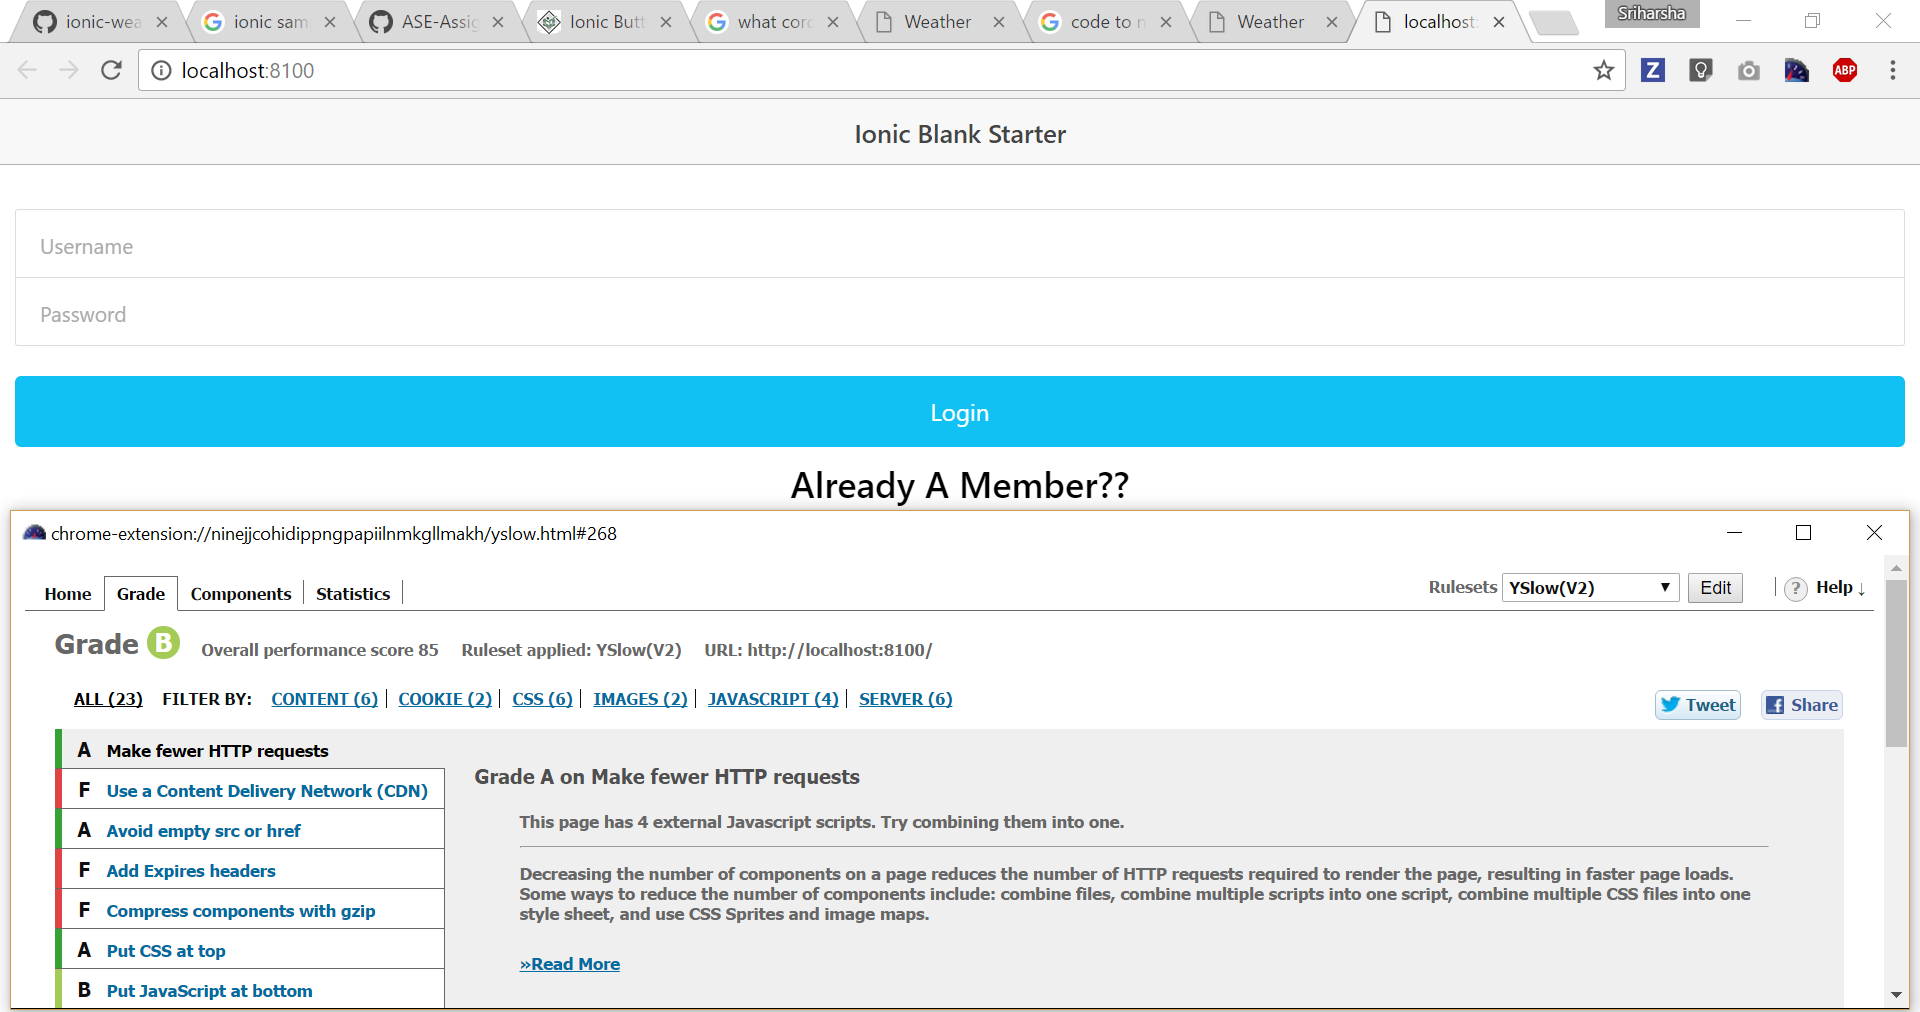 ionic-wea ionic sam ASE-Assig Ionic Butt what corc Weather code to n Weather localhost: Sriharsha
localhost:8100 Z ABP
Ionic Blank Starter
Username
Password
Login
Already A Member??
chrome-extension://ninejjcohidippngpapiilnmkgllmakh/yslow.html#268
Home Grade Components Statistics Rulesets YSlow(V2) Edit ? Help ↓
Grade B Overall performance score 85 Ruleset applied: YSlow(V2) URL: http://localhost:8100/
ALL (23) FILTER BY: CONTENT (6) COOKIE (2) CSS (6) IMAGES (2) JAVASCRIPT (4) SERVER (6)
Tweet Share
A Make fewer HTTP requests
F Use a Content Delivery Network (CDN)
A Avoid empty src or href
F Add Expires headers
F Compress components with gzip
A Put CSS at top
B Put JavaScript at bottom
Grade A on Make fewer HTTP requests
This page has 4 external Javascript scripts. Try combining them into one.
Decreasing the number of components on a page reduces the number of HTTP requests required to render the page, resulting in faster page loads.
Some ways to reduce the number of components include: combine files, combine multiple scripts into one script, combine multiple CSS files into one
style sheet, and use CSS Sprites and image maps.
»Read More